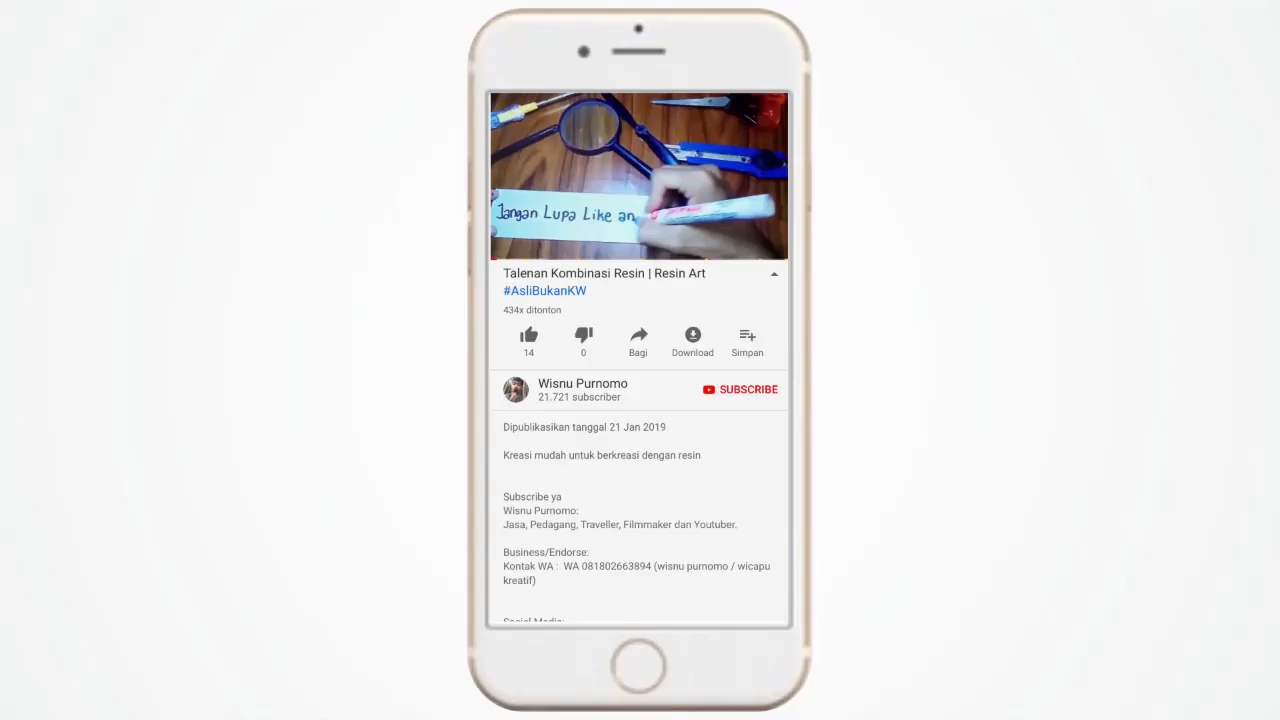 Jangan Lupa Like an
Talenan Kombinasi Resin | Resin Art
#AsliBukanKW
434x ditonton
14
0
Bagi
Download
Simpan
Wisnu Purnomo
21.721 subscriber
SUBSCRIBE
Dipublikasikan tanggal 21 Jan 2019
Kreasi mudah untuk berkreasi dengan resin
Subscribe ya
Wisnu Purnomo:
Jasa, Pedagang, Traveller, Filmmaker dan Youtuber.
Business/Endorse:
Kontak WA : WA 081802663894 (wisnu purnomo / wicapu
kreatif)
Social Media: